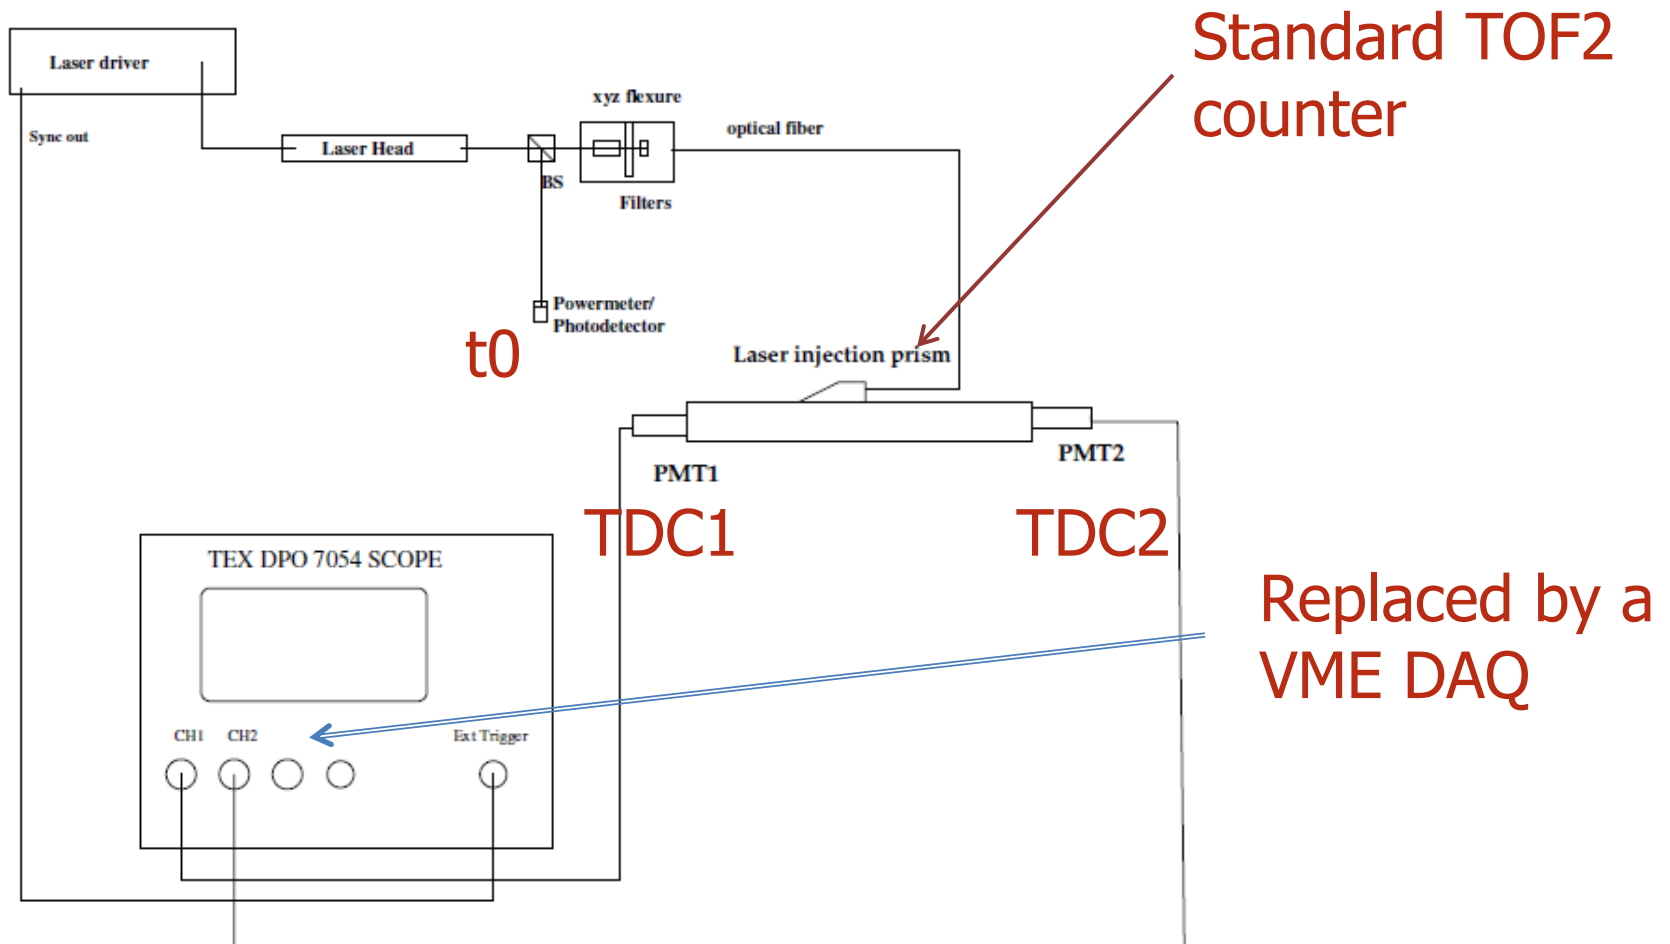 Standard TOF2
counter
Laser driver
xyz flexure
optical fiber
Sync out
Laser Head
BS
Filters
Powermeter/
Photodetector
t0
Laser injection prism
PMT1
PMT2
TDC1
TDC2
TEX DPO 7054 SCOPE
Replaced by a
VME DAQ
CH1
CH2
Ext Trigger